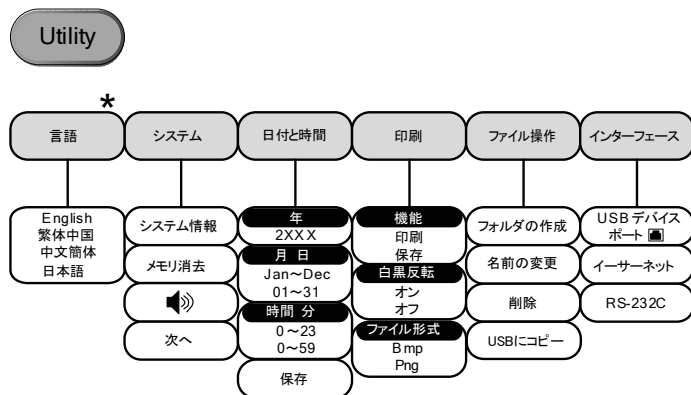 Utility
*
言語
システム
日付と時間
印刷
ファイル操作
インターフェース
English
繁体中国
中文簡体
日本語
システム情報
メモリ消去
次へ
年
2XXX
月 日
Jan～Dec
01～31
時間 分
0～23
0～59
保存
機能
印刷
保存
白黒反転
オン
オフ
ファイル形式
Bmp
Png
フォルダの作成
名前の変更
削除
USBにコピー
USBデバイス
ポート
イーサーネット
RS-232C